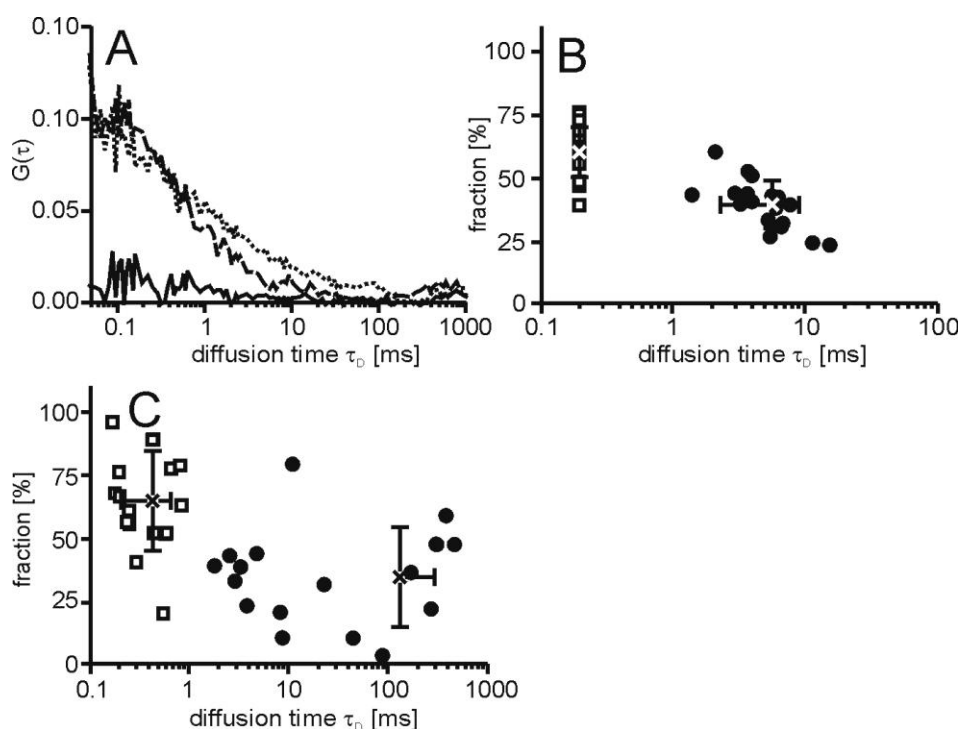 A
G(τ)
0.10
0.10
0.05
0.00
0.1 1 10 100 1000
diffusion time τD [ms]
B
fraction [%]
100
75
50
25
0
0.1 1 10 100
diffusion time τD [ms]
C
fraction [%]
100
75
50
25
0
0.1 1 10 100 1000
diffusion time τD [ms]